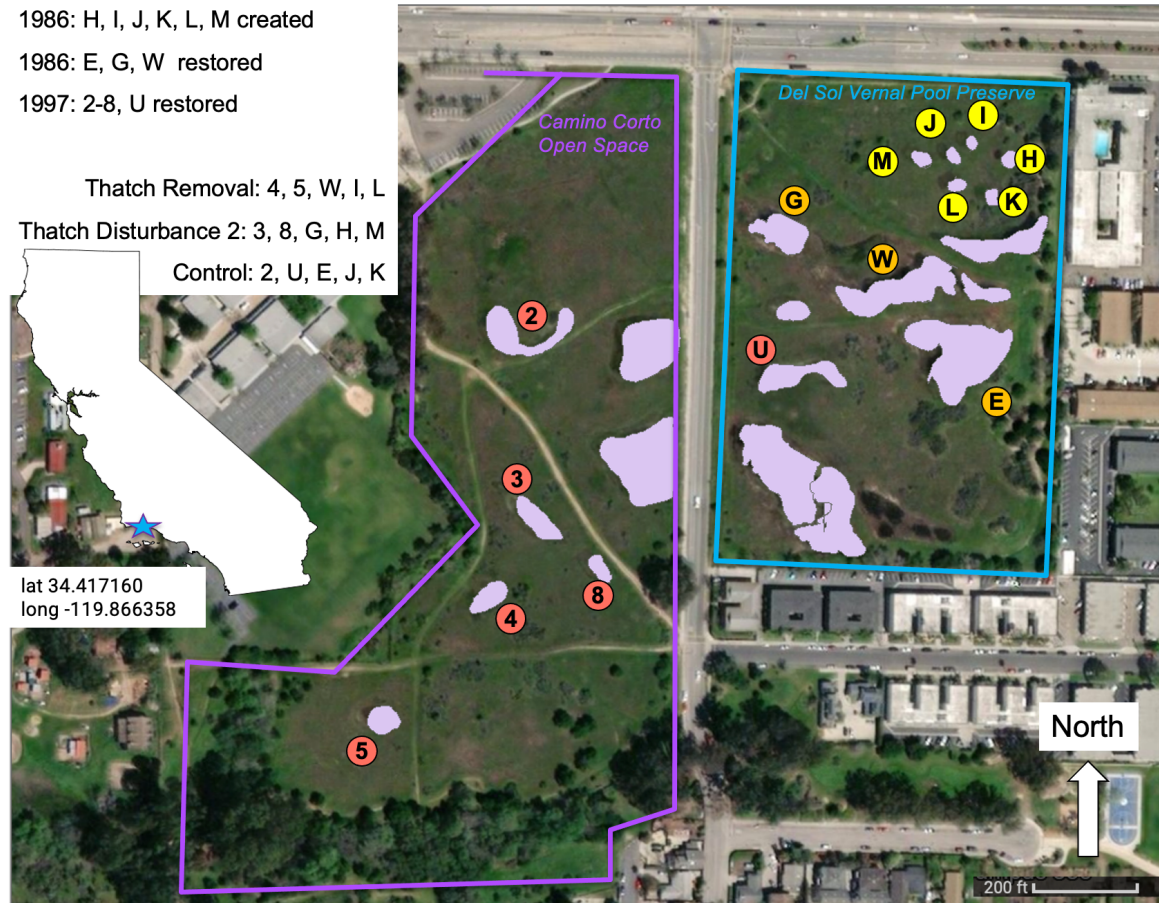 1986: H, I, J, K, L, M created
1986: E, G, W  restored
1997: 2-8, U restored
Thatch Removal: 4, 5, W, I, L
Thatch Disturbance 2: 3, 8, G, H, M
Control: 2, U, E, J, K
Camino Corto
Open Space
Del Sol Vernal Pool Preserve
J
I
M
H
L
K
G
W
2
U
E
3
8
4
5
lat 34.417160
long -119.866358
North
200 ft